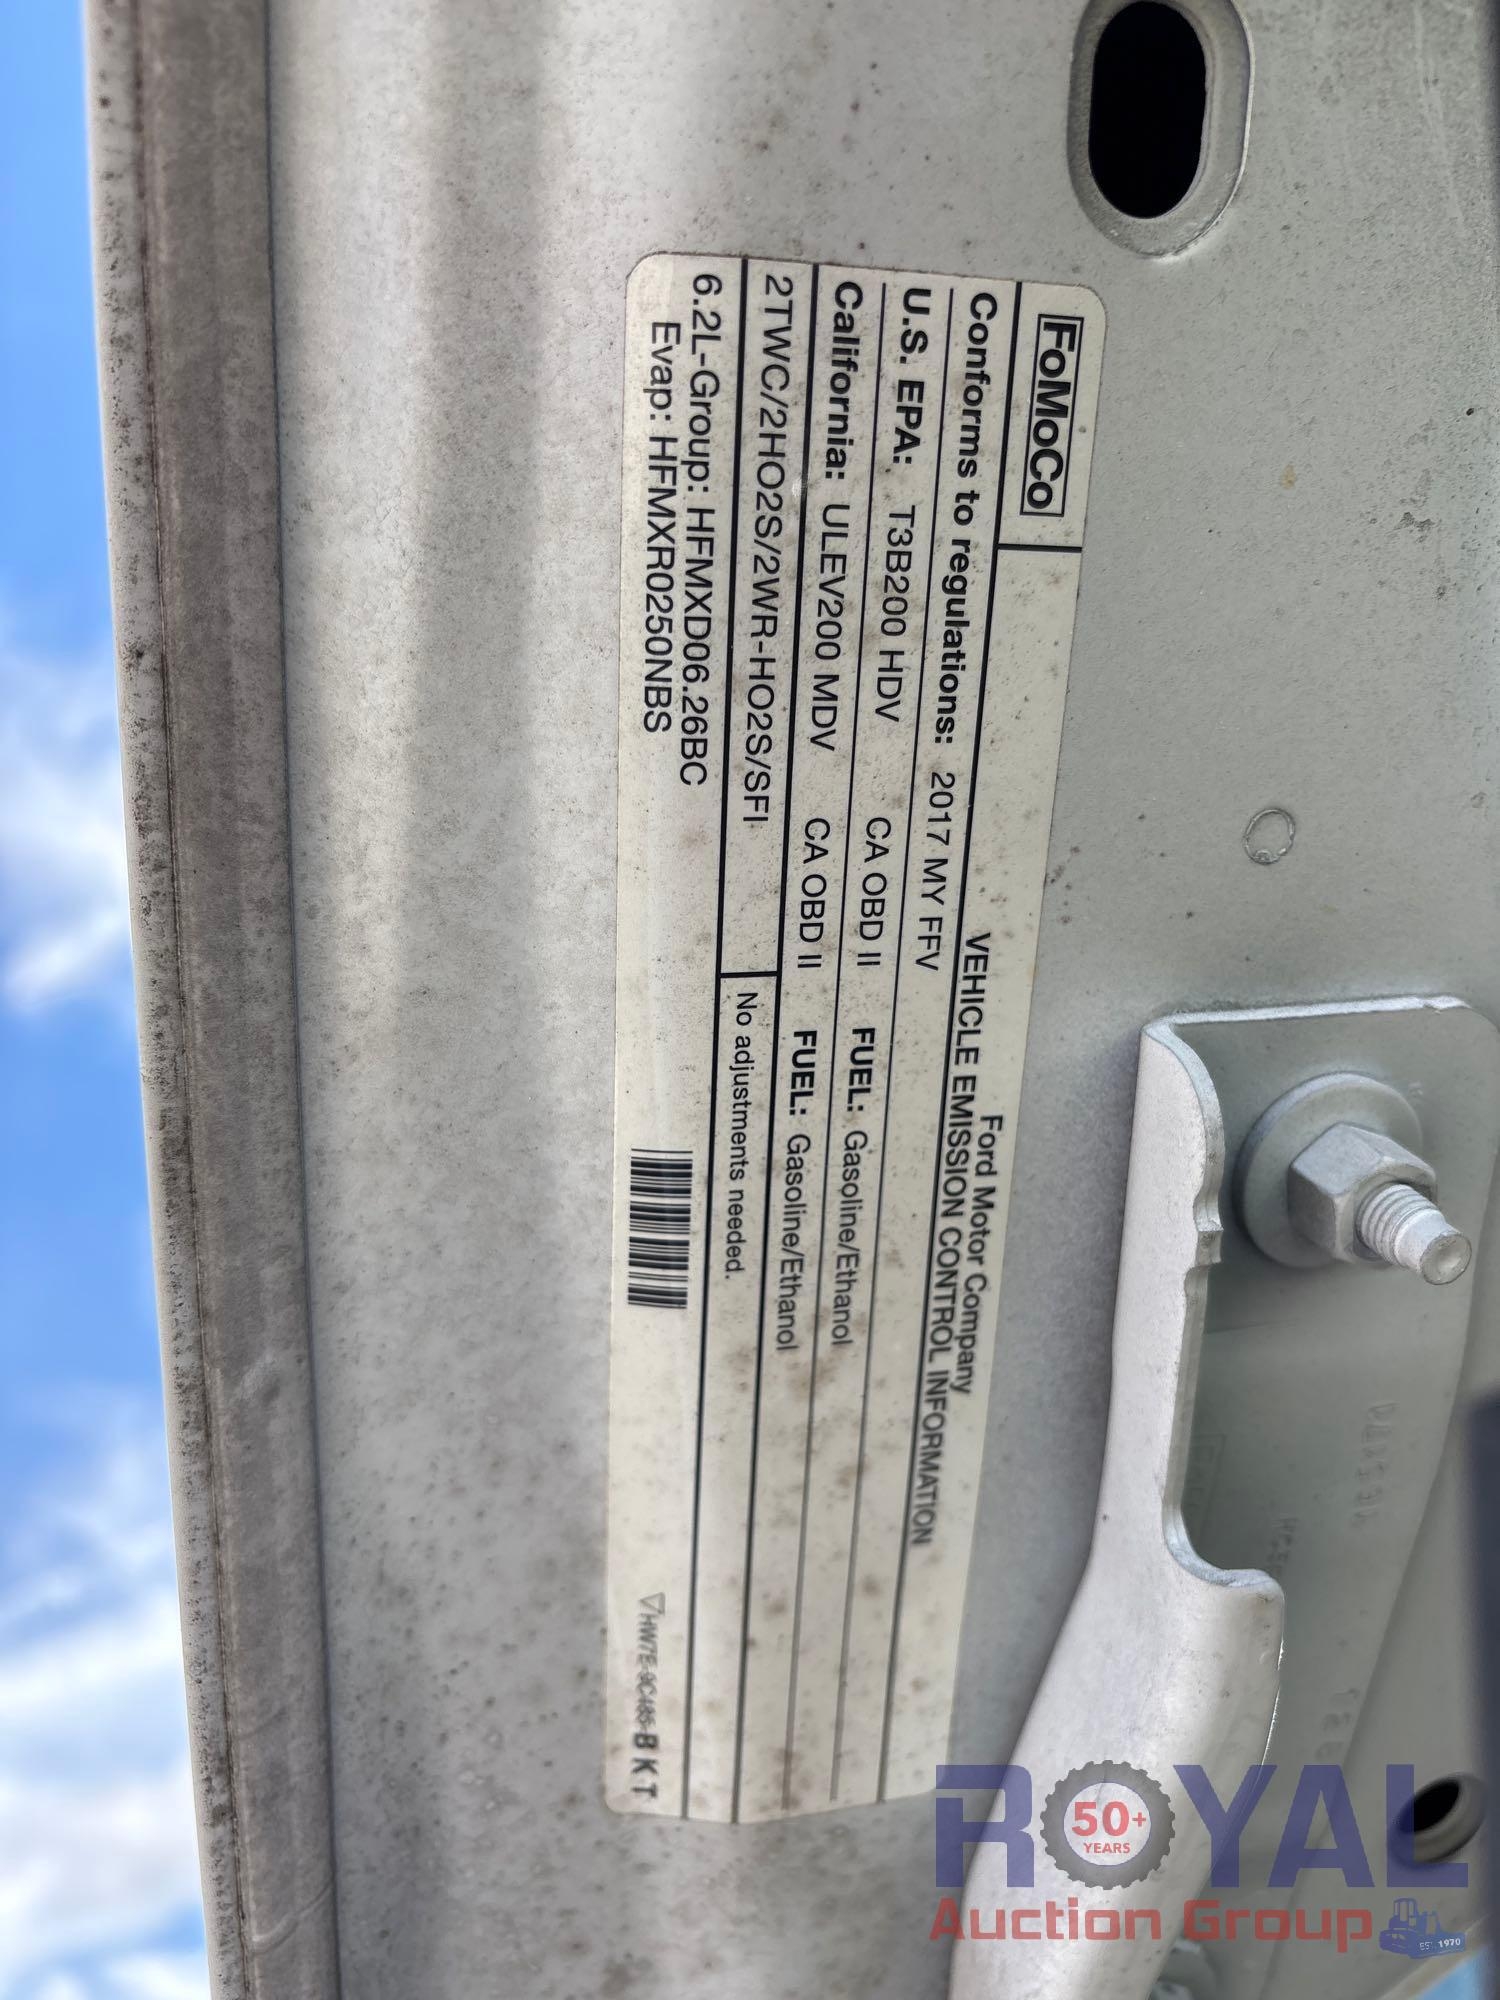 FoMoCo
Ford Motor Company
VEHICLE EMISSION CONTROL INFORMATION
Conforms to regulations: 2017 MY FFV
U.S. EPA: T3B200 HDV CA OBD II FUEL: Gasoline/Ethanol
California: ULEV200 MDV CA OBD II FUEL: Gasoline/Ethanol
2TWC/2HO2S/2WR-HO2S/SFI No adjustments needed.
6.2L-Group: HFMXD06.26BC
Evap: HFMXR0250NBS
HW7E-9C485-B K T
ROYAL
50+
YEARS
Auction Group
EST. 1970